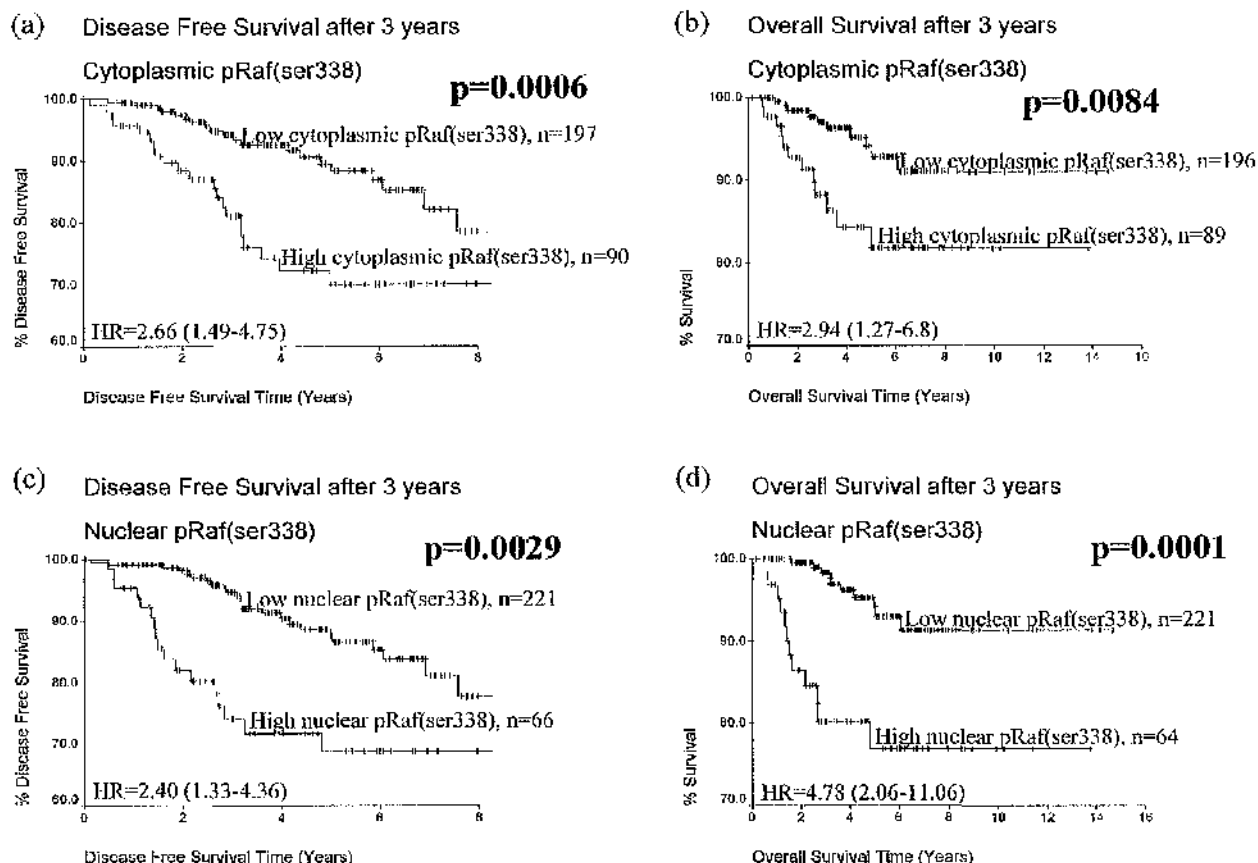 (a) Disease Free Survival after 3 years
Cytoplasmic pRaf(ser338)
p=0.0006
100.0
90.0
80.0
70.0
60.0
% Disease Free Survival
Low cytoplasmic pRaf(ser338), n=197
High cytoplasmic pRaf(ser338), n=90
HR=2.66 (1.49-4.75)
0 2 4 6 8
Disease Free Survival Time (Years)
(b) Overall Survival after 3 years
Cytoplasmic pRaf(ser338)
p=0.0084
100.0
90.0
80.0
70.0
% Survival
Low cytoplasmic pRaf(ser338), n=196
High cytoplasmic pRaf(ser338), n=89
HR=2.94 (1.27-6.8)
0 2 4 6 8 10 12 14 16
Overall Survival Time (Years)
(c) Disease Free Survival after 3 years
Nuclear pRaf(ser338)
p=0.0029
100.0
90.0
80.0
70.0
60.0
% Disease Free Survival
Low nuclear pRaf(ser338), n=221
High nuclear pRaf(ser338), n=66
HR=2.40 (1.33-4.36)
0 2 4 6 8
Disease Free Survival Time (Years)
(d) Overall Survival after 3 years
Nuclear pRaf(ser338)
p=0.0001
100.0
90.0
80.0
70.0
% Survival
Low nuclear pRaf(ser338), n=221
High nuclear pRaf(ser338), n=64
HR=4.78 (2.06-11.06)
0 2 4 6 8 10 12 14 16
Overall Survival Time (Years)